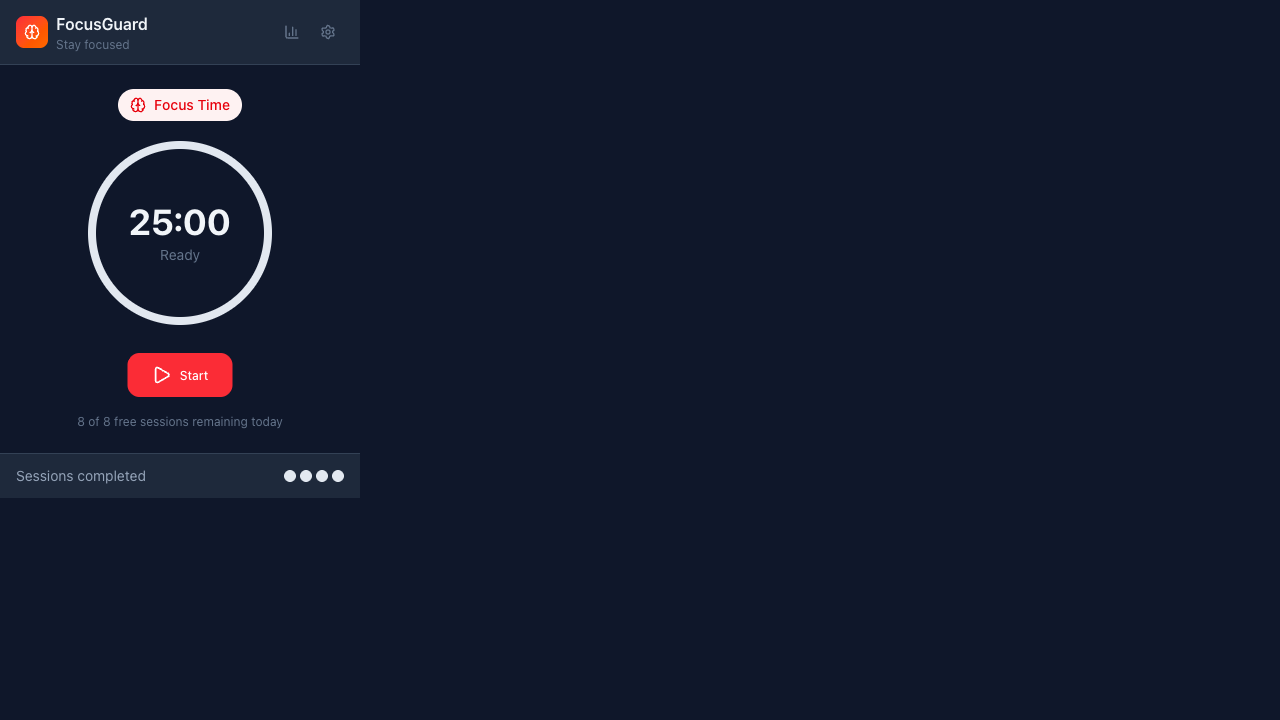 FocusGuard
Stay focused
Focus Time
25:00
Ready
Start
8 of 8 free sessions remaining today
Sessions completed